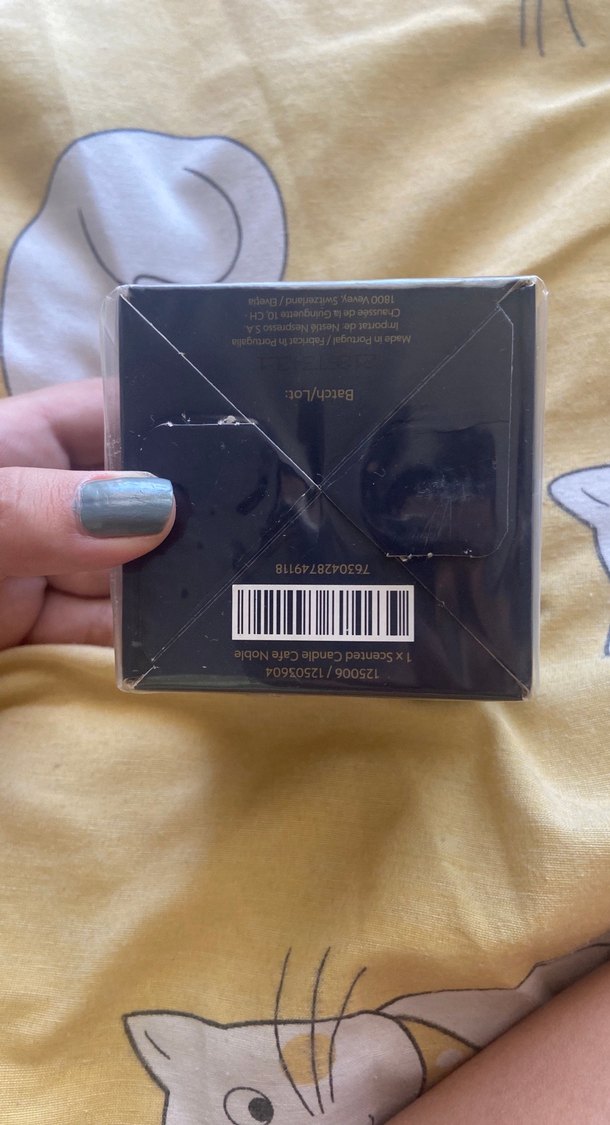 125006 / 12503604
1 x Scented Candle Cafe Noble
7630428749118
Batch/Lot:
Made in Portugal / Fabricat în Portugalia
Importat de: Nestlé Nespresso S.A.
Chaussée de la Guinguette 10, CH -
1800 Vevey, Switzerland / Elveția